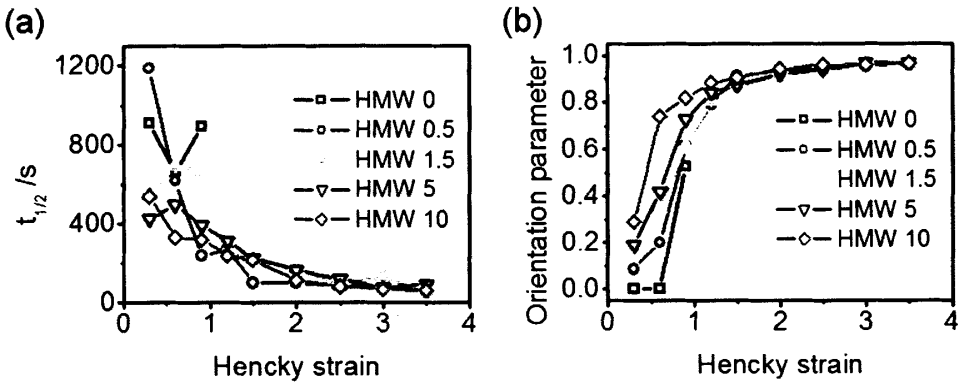 (a)
1200
800
400
0
t1/2 /s
0 1 2 3 4
Hencky strain
HMW 0
HMW 0.5
HMW 1.5
HMW 5
HMW 10
(b)
1.0
0.8
0.6
0.4
0.2
0.0
Orientation parameter
0 1 2 3 4
Hencky strain
HMW 0
HMW 0.5
HMW 1.5
HMW 5
HMW 10